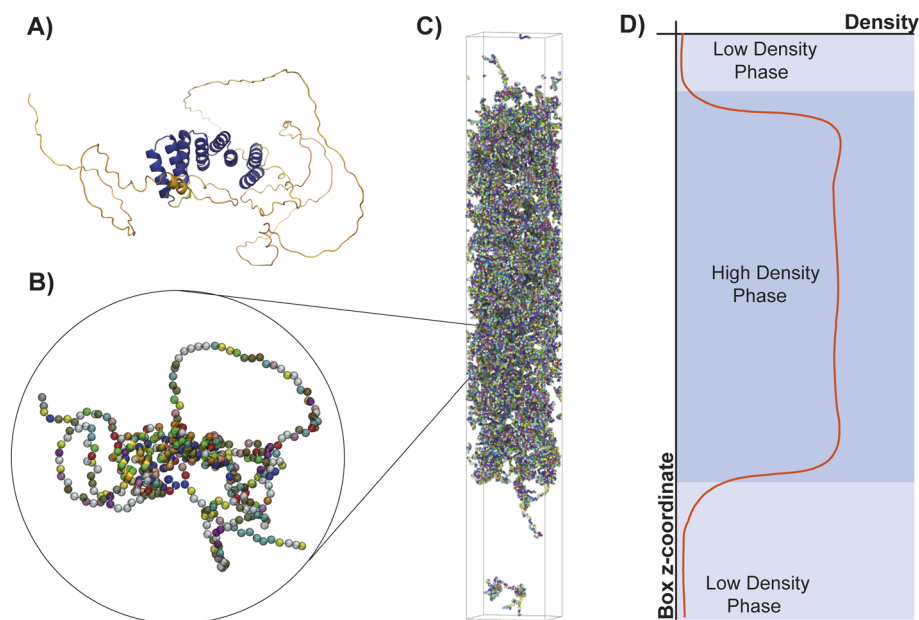 A)
B)
C)
D)
Density
Low Density
Phase
High Density
Phase
Box z-coordinate
Low Density
Phase